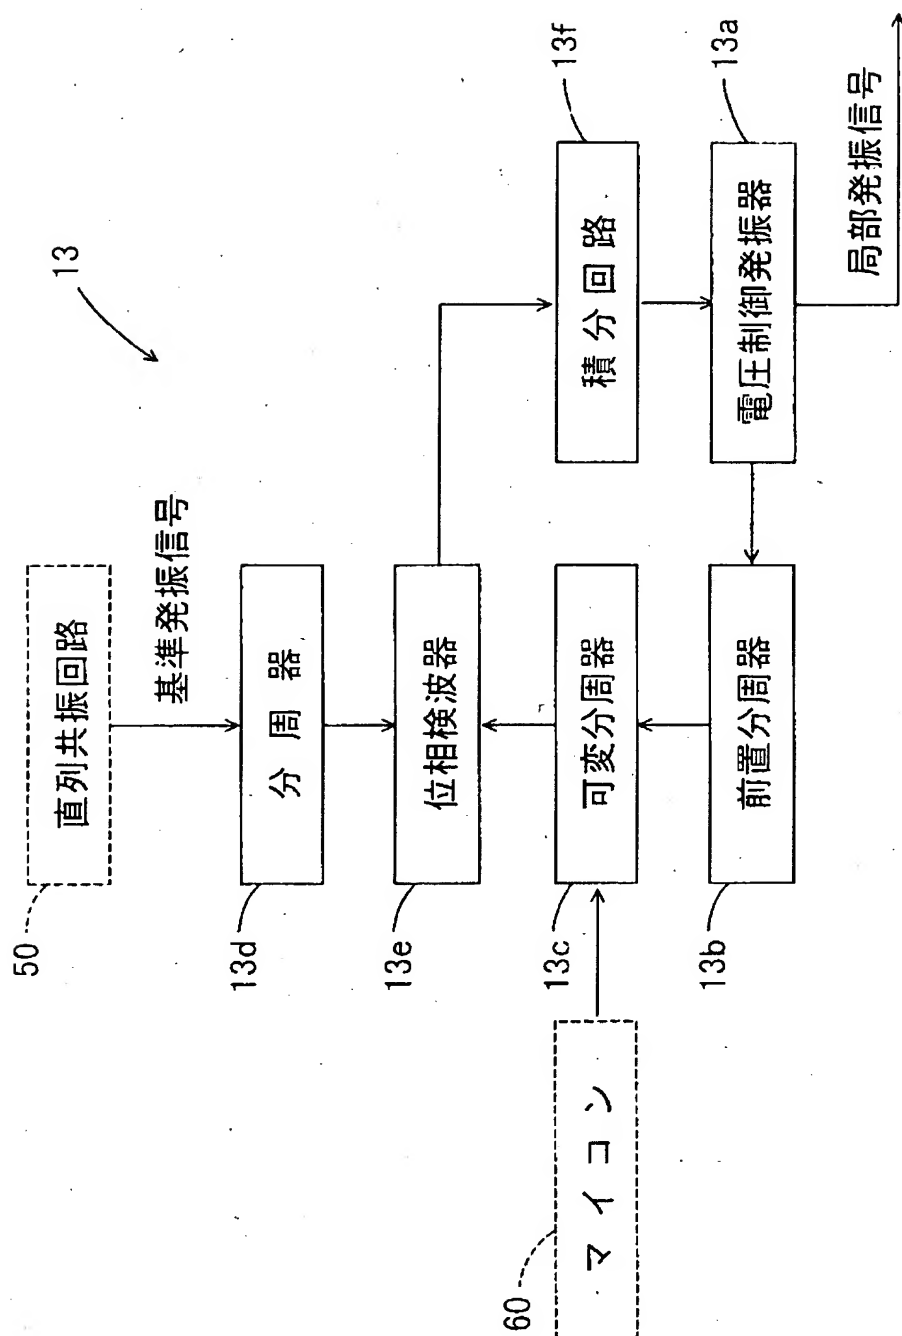 13
50
直列共振回路
基準発振信号
13d
分周器
13e
位相検波器
13f
積分回路
60
マイコン
13c
可変分周器
13b
前置分周器
13a
電圧制御発振器
局部発振信号